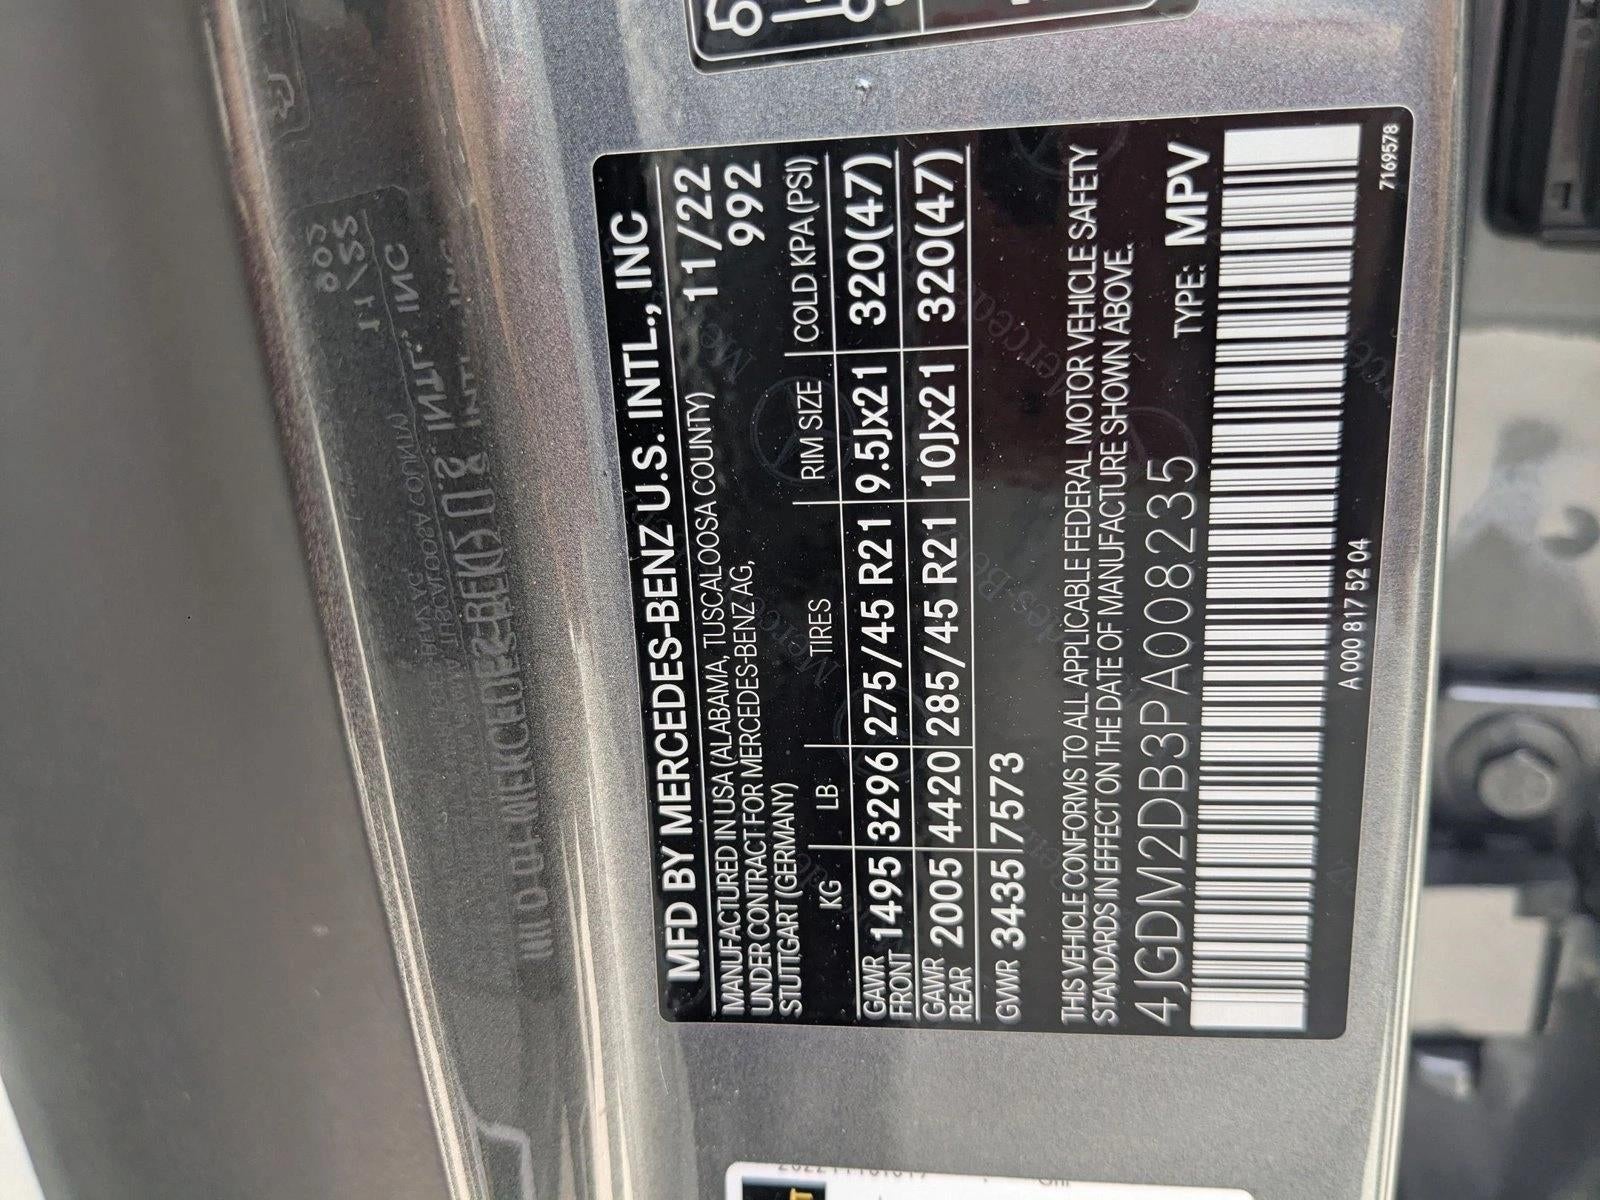 MFD BY MERCEDES-BENZ U.S. INTL., INC
MANUFACTURED IN USA (ALABAMA, TUSCALOOSA COUNTY) 11/22
UNDER CONTRACT FOR MERCEDES-BENZ AG, 992
STUTTGART (GERMANY)
KG LB TIRES RIM SIZE COLD KPA (PSI)
GAWR FRONT 1495 3296 275/45 R21 9.5Jx21 320(47)
GAWR REAR 2005 4420 285/45 R21 10Jx21 320(47)
GVWR 3435 7573
THIS VEHICLE CONFORMS TO ALL APPLICABLE FEDERAL MOTOR VEHICLE SAFETY
STANDARDS IN EFFECT ON THE DATE OF MANUFACTURE SHOWN ABOVE.
4JGDM2DB3PA008235 TYPE: MPV
A 000 817 52 04
7169578